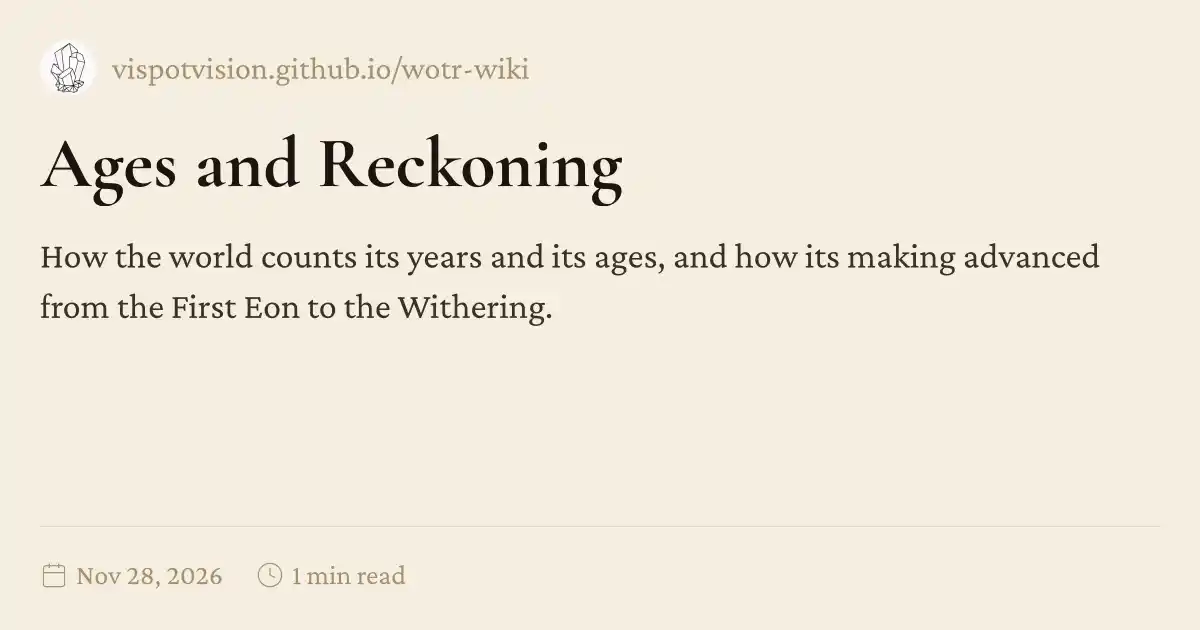 vispotvision.github.io/wotr-wiki
Ages and Reckoning
How the world counts its years and its ages, and how its making advanced
from the First Eon to the Withering.
Nov 28, 2026
1 min read